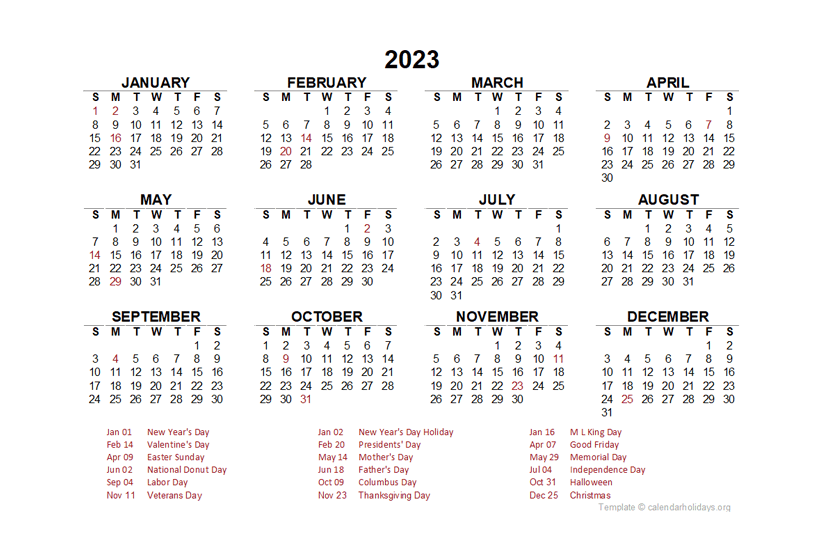 2023
JANUARY
S M T W T F S
1 2 3 4 5 6 7
8 9 10 11 12 13 14
15 16 17 18 19 20 21
22 23 24 25 26 27 28
29 30 31
FEBRUARY
S M T W T F S
1 2 3 4
5 6 7 8 9 10 11
12 13 14 15 16 17 18
19 20 21 22 23 24 25
26 27 28
MARCH
S M T W T F S
1 2 3 4
5 6 7 8 9 10 11
12 13 14 15 16 17 18
19 20 21 22 23 24 25
26 27 28 29 30 31
APRIL
S M T W T F S
1
2 3 4 5 6 7 8
9 10 11 12 13 14 15
16 17 18 19 20 21 22
23 24 25 26 27 28 29
30
MAY
S M T W T F S
1 2 3 4 5 6
7 8 9 10 11 12 13
14 15 16 17 18 19 20
21 22 23 24 25 26 27
28 29 30 31
JUNE
S M T W T F S
1 2 3
4 5 6 7 8 9 10
11 12 13 14 15 16 17
18 19 20 21 22 23 24
25 26 27 28 29 30
JULY
S M T W T F S
1
2 3 4 5 6 7 8
9 10 11 12 13 14 15
16 17 18 19 20 21 22
23 24 25 26 27 28 29
30 31
AUGUST
S M T W T F S
1 2 3 4 5
6 7 8 9 10 11 12
13 14 15 16 17 18 19
20 21 22 23 24 25 26
27 28 29 30 31
SEPTEMBER
S M T W T F S
1 2
3 4 5 6 7 8 9
10 11 12 13 14 15 16
17 18 19 20 21 22 23
24 25 26 27 28 29 30
OCTOBER
S M T W T F S
1 2 3 4 5 6 7
8 9 10 11 12 13 14
15 16 17 18 19 20 21
22 23 24 25 26 27 28
29 30 31
NOVEMBER
S M T W T F S
1 2 3 4
5 6 7 8 9 10 11
12 13 14 15 16 17 18
19 20 21 22 23 24 25
26 27 28 29 30
DECEMBER
S M T W T F S
1 2
3 4 5 6 7 8 9
10 11 12 13 14 15 16
17 18 19 20 21 22 23
24 25 26 27 28 29 30
31
Jan 01 New Year's Day Jan 02 New Year's Day Holiday Jan 16 M L King Day
Feb 14 Valentine's Day Feb 20 Presidents' Day Apr 07 Good Friday
Apr 09 Easter Sunday May 14 Mother's Day May 29 Memorial Day
Jun 02 National Donut Day Jun 18 Father's Day Jul 04 Independence Day
Sep 04 Labor Day Oct 09 Columbus Day Oct 31 Halloween
Nov 11 Veterans Day Nov 23 Thanksgiving Day Dec 25 Christmas
Template © calendarholidays.org